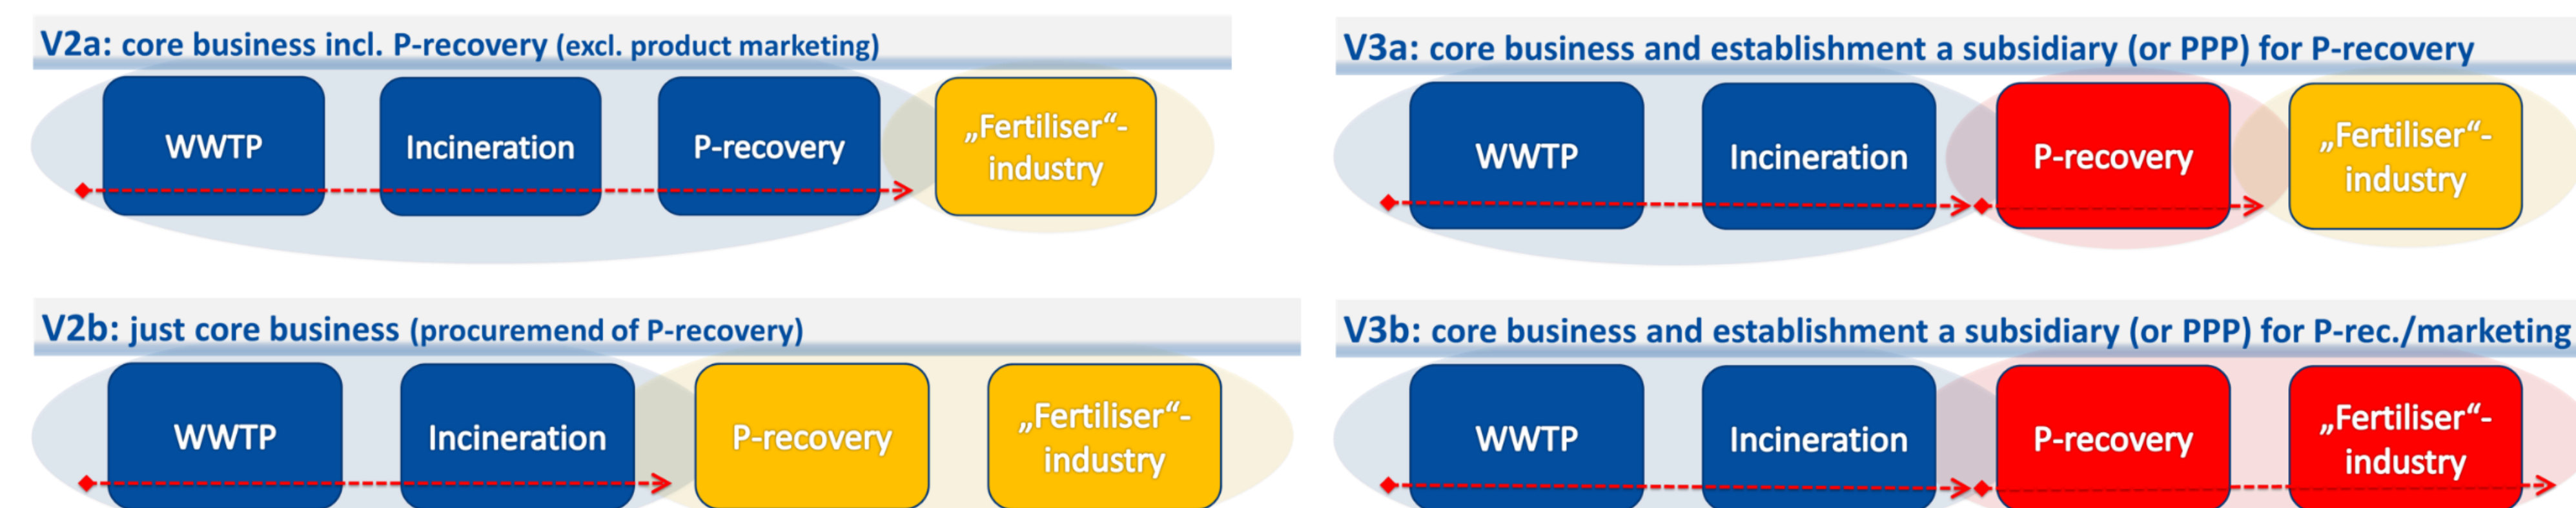 V2a: core business incl. P-recovery (excl. product marketing)
WWTP
Incineration
P-recovery
„Fertiliser“-
industry
V3a: core business and establishment a subsidiary (or PPP) for P-recovery
WWTP
Incineration
P-recovery
„Fertiliser“-
industry
V2b: just core business (procuremend of P-recovery)
WWTP
Incineration
P-recovery
„Fertiliser“-
industry
V3b: core business and establishment a subsidiary (or PPP) for P-rec./marketing
WWTP
Incineration
P-recovery
„Fertiliser“-
industry